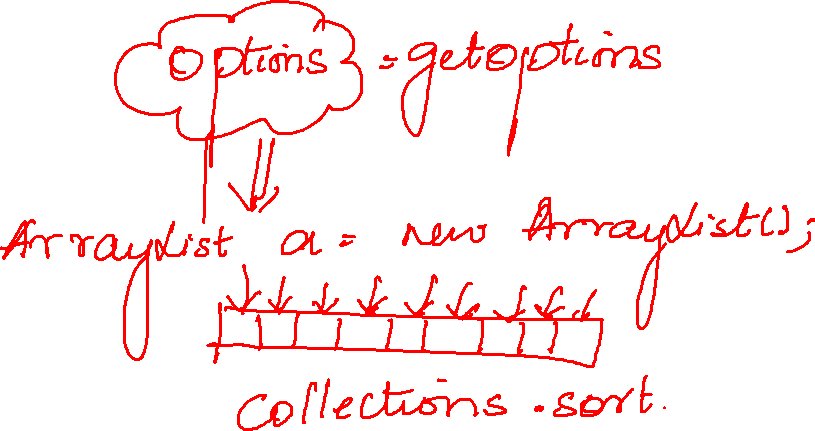 options = getoptions
ArrayList a = new ArrayList();
Collections.sort.